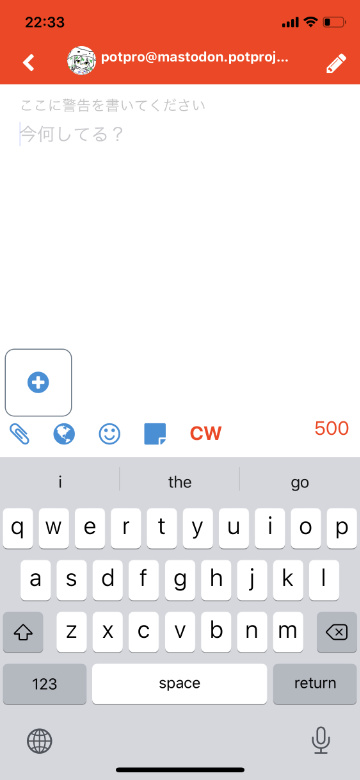 22:33
potpro@mastodon.potproj...
ここに警告を書いてください
今何してる？
CW
500
i the go
q w e r t y u i o p
a s d f g h j k l
z x c v b n m
123 space return